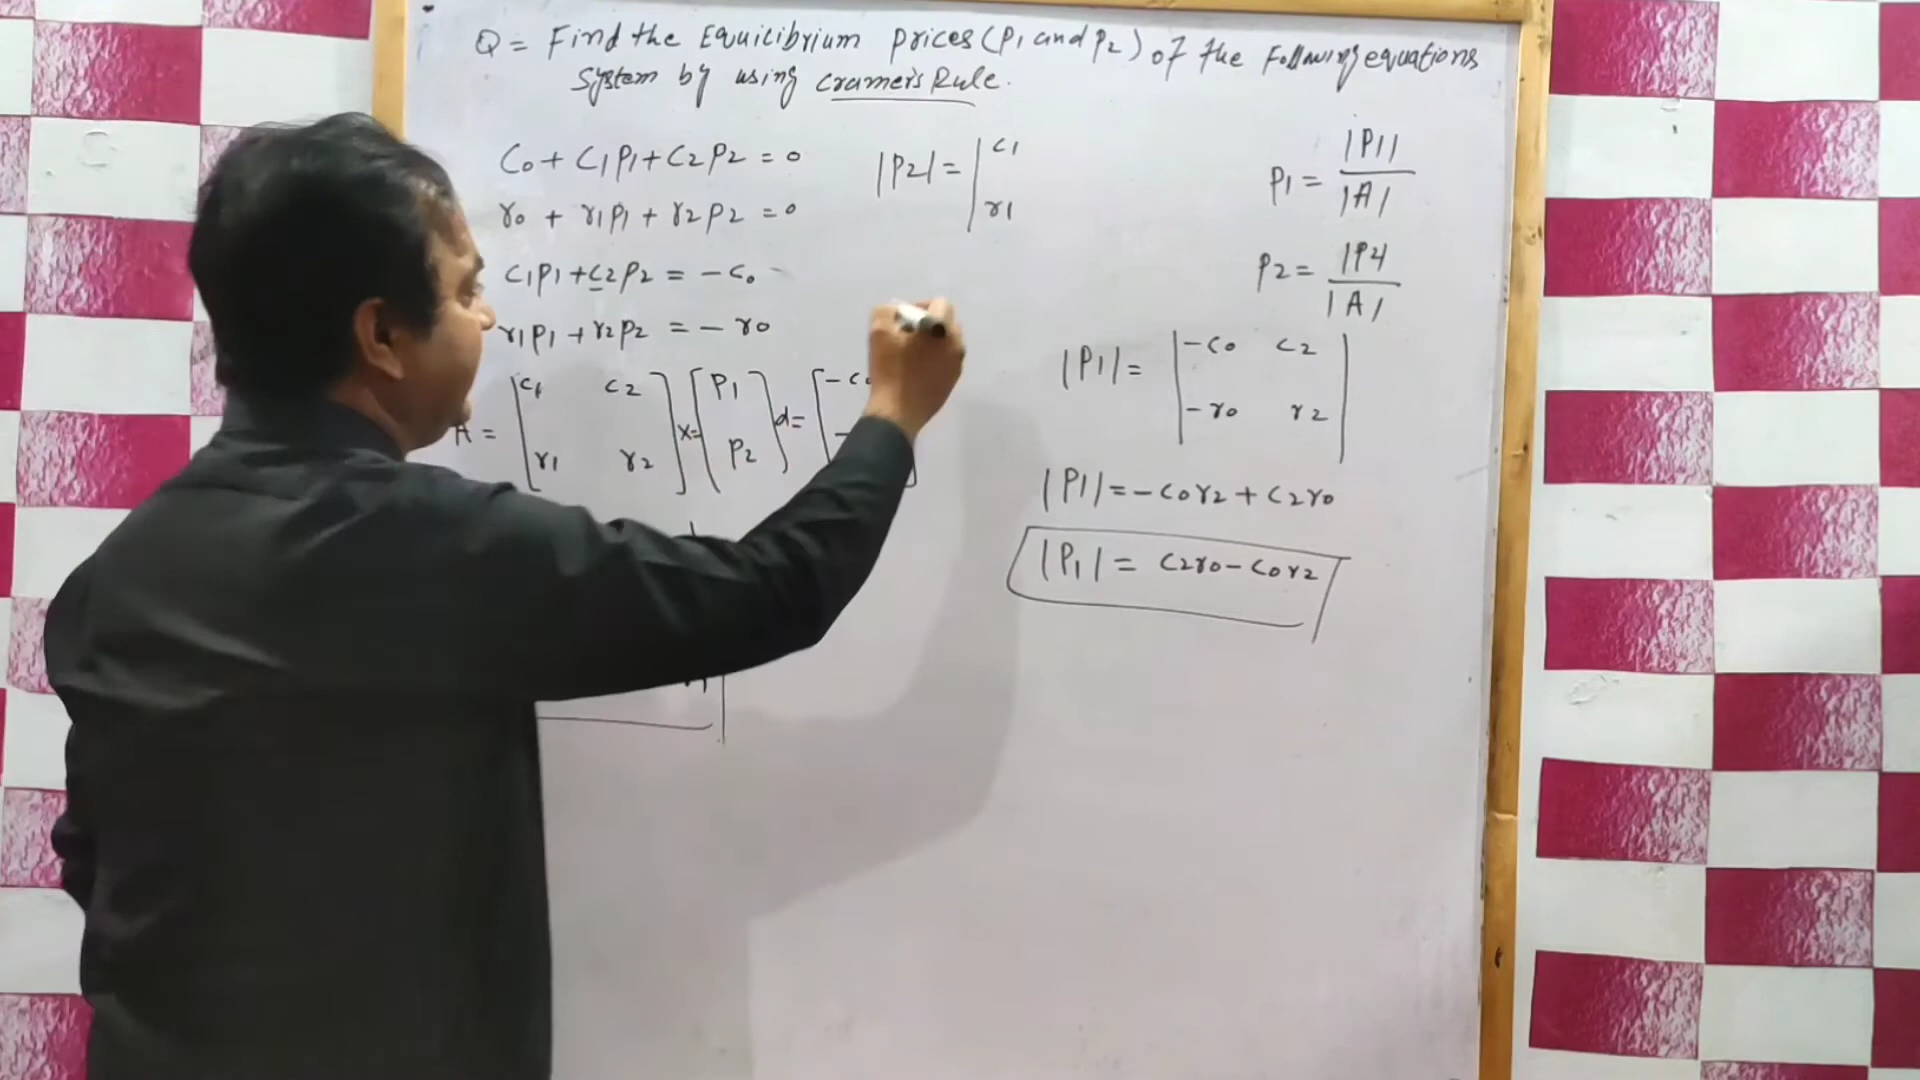 Q = Find the Equilibrium prices (P1 and P2) of the Following equations
System by using cramer's Rule.
C0 + C1P1 + C2P2 = 0
γ0 + γ1P1 + γ2P2 = 0
C1P1 + C2P2 = - C0
γ1P1 + γ2P2 = - γ0
A = [ C1 C2
γ1 γ2 ] X= [ P1
P2 ] d= [ - C
-
|P2| = | C1
γ1
P1 = |P1| / |A|
P2 = |P2| / |A|
|P1| = | -C0 C2
-γ0 γ2 |
|P1| = - C0γ2 + C2γ0
|P1| = C2γ0 - C0γ2